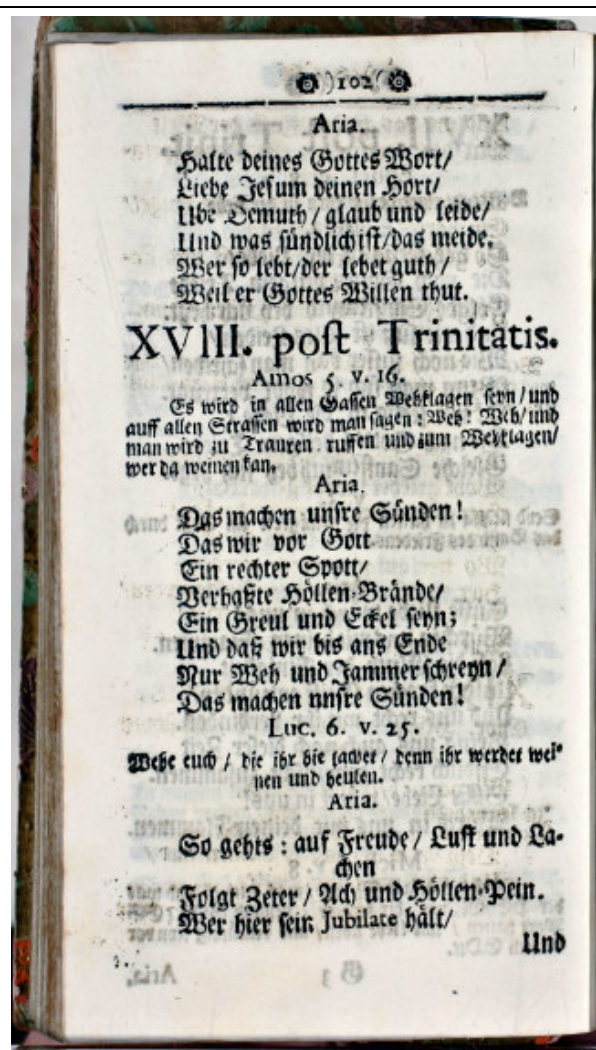 )102(
Aria.
Halte deines Gottes Wort/
Liebe Jesum deinen Hort/
Ube Demuth / glaub und leide/
Und was sündlich ist/das meide.
Wer so lebt/der lebet guth /
Weil er Gottes Willen thut.
XVIII. post Trinitatis.
Amos 5. v. 16.
Es wird in allen Gassen Wehklagen seyn / und
auff allen Strassen wird man sagen: Weh! Weh/und
man wird zu Trauren ruffen und zum Wehklagen/
wer da weinen kan.
Aria.
Das machen unsre Sünden!
Das wir vor Gott
Ein rechter Spott/
Verhaßte Höllen-Brände/
Ein Greul und Eckel seyn;
Und daß wir bis ans Ende
Nur Weh und Jammer schreyn /
Das machen nnsre Sünden!
Luc. 6. v. 25.
Wehe euch / die ihr hie lachet / denn ihr werdet wei-
nen und heulen.
Aria.
So gehts: auf Freude / Lust und La-
chen
Folgt Zeter / Ach und Höllen-Pein.
Wer hier sein Jubilate hält/
Und